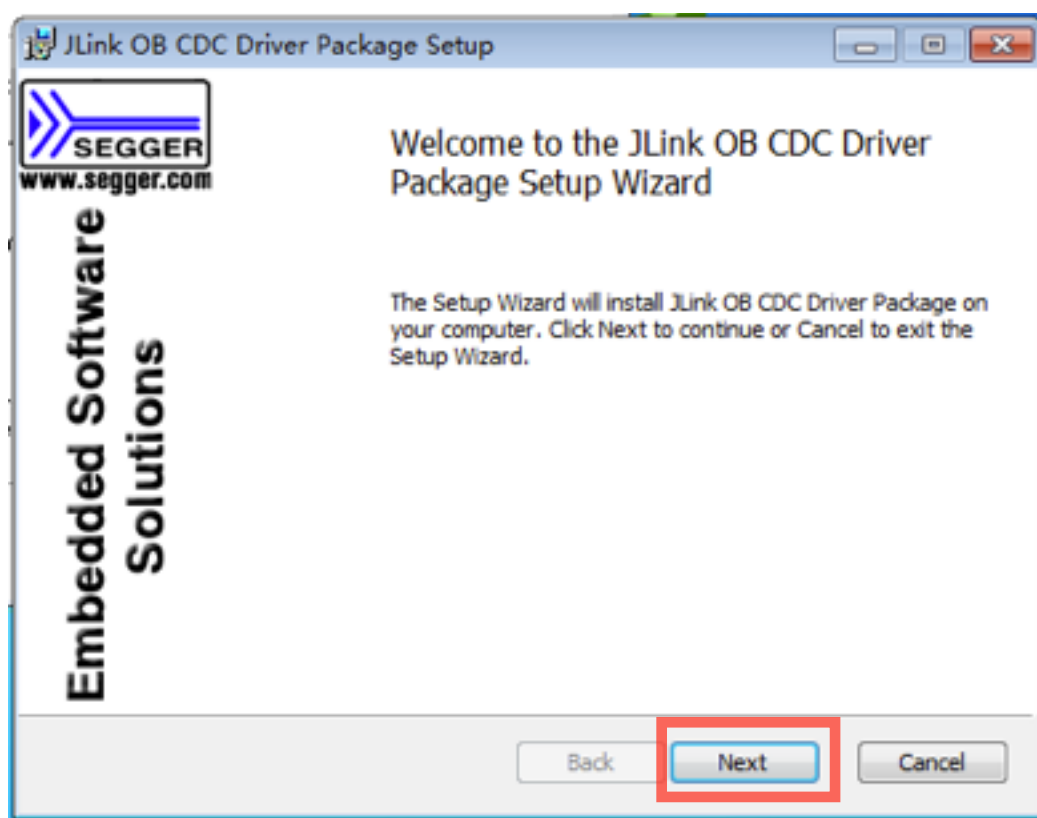 JLink OB CDC Driver Package Setup
SEGGER
www.segger.com
Embedded Software
Solutions
Welcome to the JLink OB CDC Driver
Package Setup Wizard
The Setup Wizard will install JLink OB CDC Driver Package on
your computer. Click Next to continue or Cancel to exit the
Setup Wizard.
Back
Next
Cancel